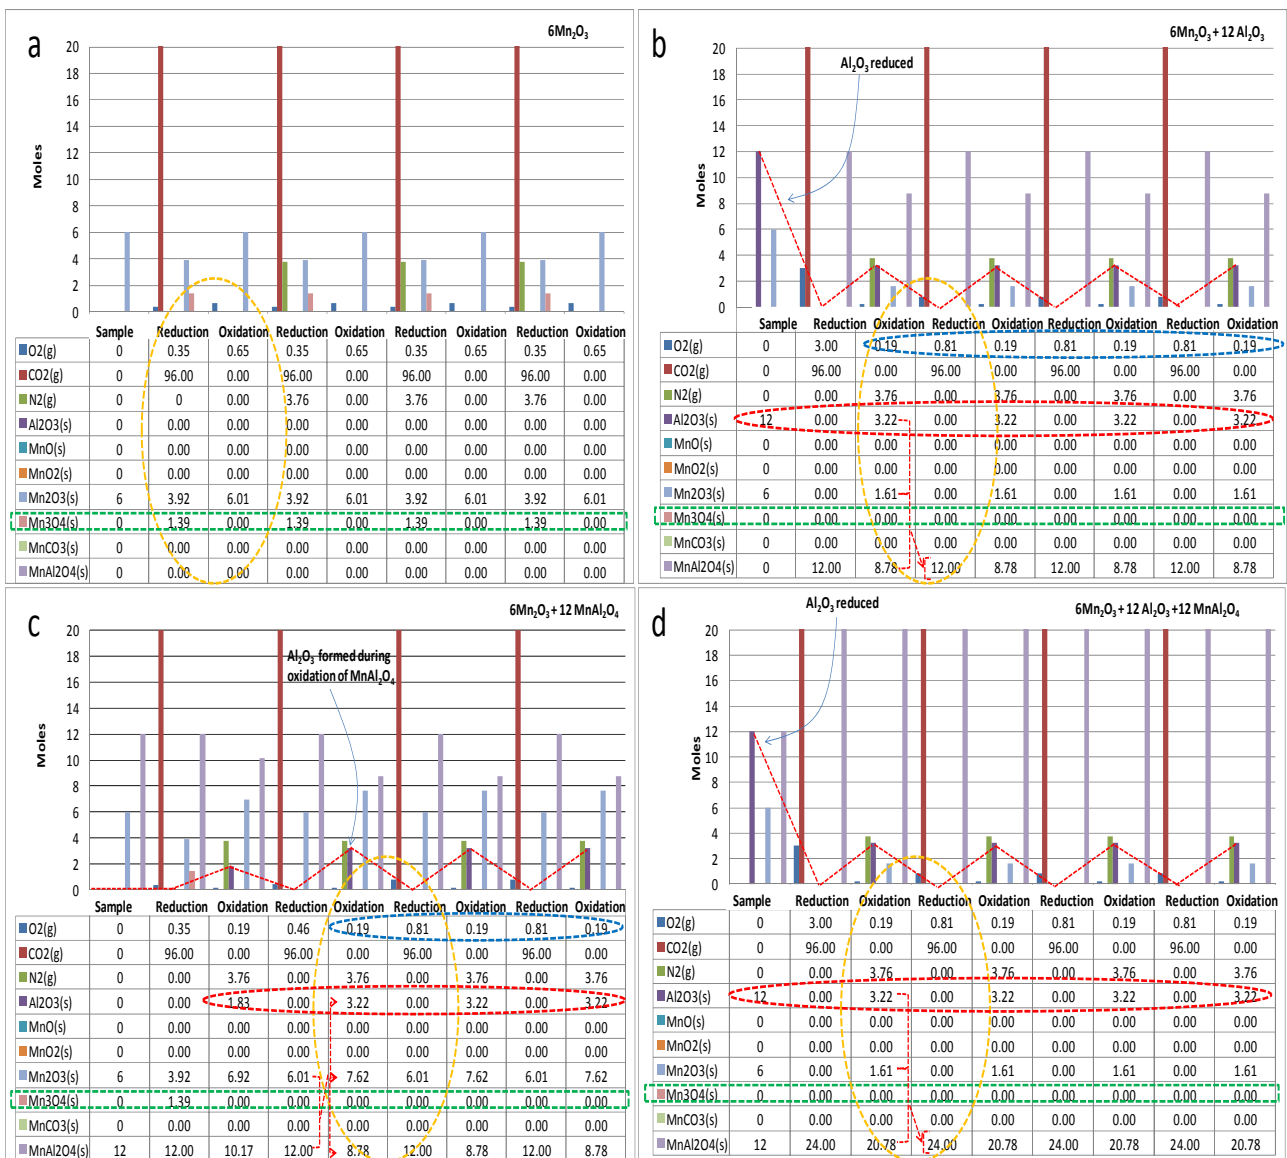 a
6Mn₂O₃
20
18
16
14
12
10
8
6
4
2
0
Moles
Sample Reduction Oxidation Reduction Oxidation Reduction Oxidation Reduction Oxidation
O2(g) 0 0.35 0.65 0.35 0.65 0.35 0.65 0.35 0.65
CO2(g) 0 96.00 0.00 96.00 0.00 96.00 0.00 96.00 0.00
N2(g) 0 0 0.00 3.76 0.00 3.76 0.00 3.76 0.00
Al2O3(s) 0 0.00 0.00 0.00 0.00 0.00 0.00 0.00 0.00
MnO(s) 0 0.00 0.00 0.00 0.00 0.00 0.00 0.00 0.00
MnO2(s) 0 0.00 0.00 0.00 0.00 0.00 0.00 0.00 0.00
Mn2O3(s) 6 3.92 6.01 3.92 6.01 3.92 6.01 3.92 6.01
Mn3O4(s) 0 1.39 0.00 1.39 0.00 1.39 0.00 1.39 0.00
MnCO3(s) 0 0.00 0.00 0.00 0.00 0.00 0.00 0.00 0.00
MnAl2O4(s) 0 0.00 0.00 0.00 0.00 0.00 0.00 0.00 0.00
b
6Mn₂O₃ + 12 Al₂O₃
Al₂O₃ reduced
20
18
16
14
12
10
8
6
4
2
0
Moles
Sample Reduction Oxidation Reduction Oxidation Reduction Oxidation Reduction Oxidation
O2(g) 0 3.00 0.19 0.81 0.19 0.81 0.19 0.81 0.19
CO2(g) 0 96.00 0.00 96.00 0.00 96.00 0.00 96.00 0.00
N2(g) 0 0.00 3.76 0.00 3.76 0.00 3.76 0.00 3.76
Al2O3(s) 12 0.00 3.22 0.00 3.22 0.00 3.22 0.00 3.22
MnO(s) 0 0.00 0.00 0.00 0.00 0.00 0.00 0.00 0.00
MnO2(s) 0 0.00 0.00 0.00 0.00 0.00 0.00 0.00 0.00
Mn2O3(s) 6 0.00 1.61 0.00 1.61 0.00 1.61 0.00 1.61
Mn3O4(s) 0 0.00 0.00 0.00 0.00 0.00 0.00 0.00 0.00
MnCO3(s) 0 0.00 0.00 0.00 0.00 0.00 0.00 0.00 0.00
MnAl2O4(s) 0 12.00 8.78 12.00 8.78 12.00 8.78 12.00 8.78
c
6Mn₂O₃ + 12 MnAl₂O₄
Al₂O₃ formed during
oxidation of MnAl₂O₄
20
18
16
14
12
10
8
6
4
2
0
Moles
Sample Reduction Oxidation Reduction Oxidation Reduction Oxidation Reduction Oxidation
O2(g) 0 0.35 0.19 0.46 0.19 0.81 0.19 0.81 0.19
CO2(g) 0 96.00 0.00 96.00 0.00 96.00 0.00 96.00 0.00
N2(g) 0 0.00 3.76 0.00 3.76 0.00 3.76 0.00 3.76
Al2O3(s) 0 0.00 1.83 0.00 3.22 0.00 3.22 0.00 3.22
MnO(s) 0 0.00 0.00 0.00 0.00 0.00 0.00 0.00 0.00
MnO2(s) 0 0.00 0.00 0.00 0.00 0.00 0.00 0.00 0.00
Mn2O3(s) 6 3.92 6.92 6.01 7.62 6.01 7.62 6.01 7.62
Mn3O4(s) 0 1.39 0.00 0.00 0.00 0.00 0.00 0.00 0.00
MnCO3(s) 0 0.00 0.00 0.00 0.00 0.00 0.00 0.00 0.00
MnAl2O4(s) 12 12.00 10.17 12.00 8.78 12.00 8.78 12.00 8.78
d
Al₂O₃ reduced
6Mn₂O₃ + 12 Al₂O₃ +12 MnAl₂O₄
20
18
16
14
12
10
8
6
4
2
0
Moles
Sample Reduction Oxidation Reduction Oxidation Reduction Oxidation Reduction Oxidation
O2(g) 0 3.00 0.19 0.81 0.19 0.81 0.19 0.81 0.19
CO2(g) 0 96.00 0.00 96.00 0.00 96.00 0.00 96.00 0.00
N2(g) 0 0.00 3.76 0.00 3.76 0.00 3.76 0.00 3.76
Al2O3(s) 12 0.00 3.22 0.00 3.22 0.00 3.22 0.00 3.22
MnO(s) 0 0.00 0.00 0.00 0.00 0.00 0.00 0.00 0.00
MnO2(s) 0 0.00 0.00 0.00 0.00 0.00 0.00 0.00 0.00
Mn2O3(s) 6 0.00 1.61 0.00 1.61 0.00 1.61 0.00 1.61
Mn3O4(s) 0 0.00 0.00 0.00 0.00 0.00 0.00 0.00 0.00
MnCO3(s) 0 0.00 0.00 0.00 0.00 0.00 0.00 0.00 0.00
MnAl2O4(s) 12 24.00 20.78 24.00 20.78 24.00 20.78 24.00 20.78